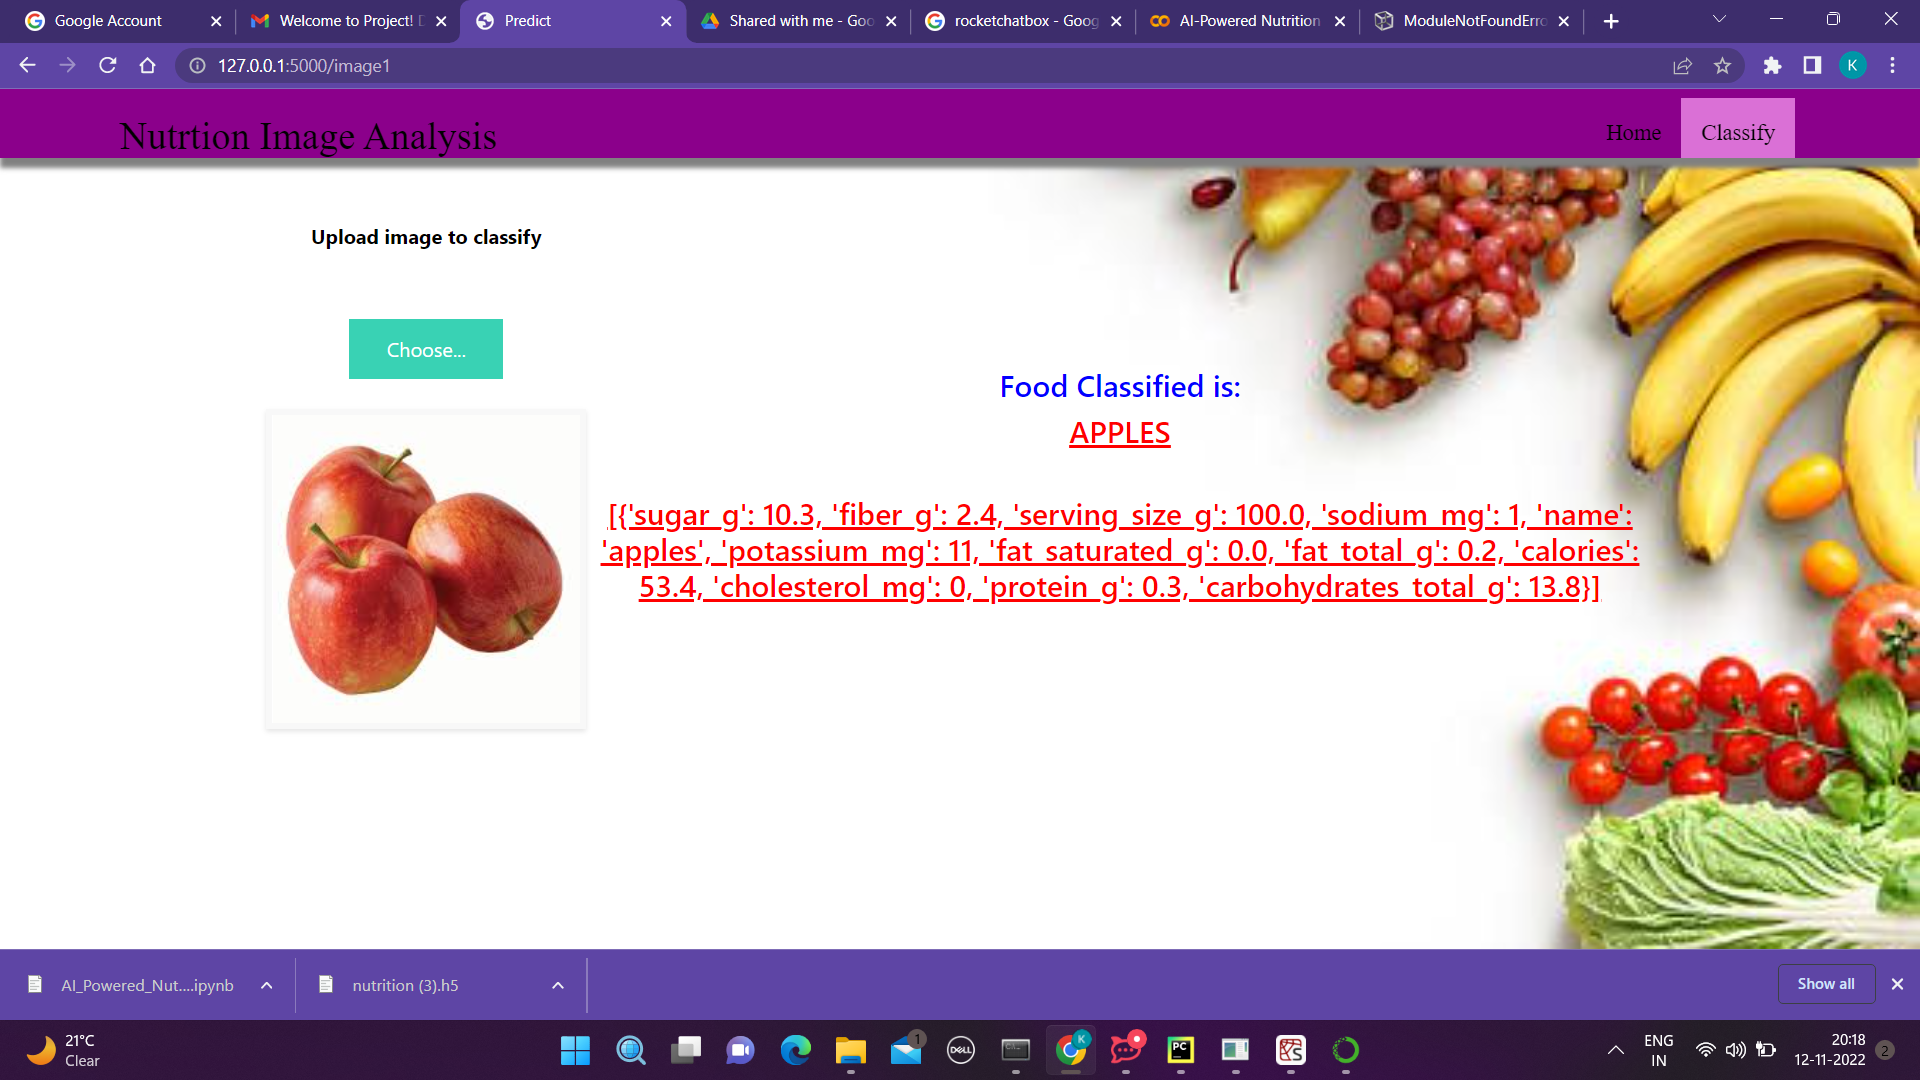 Google Account
Welcome to Project! D
Predict
Shared with me - Goo
rocketchatbox - Goog
AI-Powered Nutrition
ModuleNotFoundErro
127.0.0.1:5000/image1
K
Nutrtion Image Analysis
Home
Classify
Upload image to classify
Choose...
Food Classified is:
APPLES
[{'sugar_g': 10.3, 'fiber_g': 2.4, 'serving_size_g': 100.0, 'sodium_mg': 1, 'name':
'apples', 'potassium_mg': 11, 'fat_saturated_g': 0.0, 'fat_total_g': 0.2, 'calories':
53.4, 'cholesterol_mg': 0, 'protein_g': 0.3, 'carbohydrates_total_g': 13.8}]
AI_Powered_Nut....ipynb
nutrition (3).h5
Show all
21°C
Clear
1
DELL
K
PC
ENG
IN
20:18
12-11-2022
2